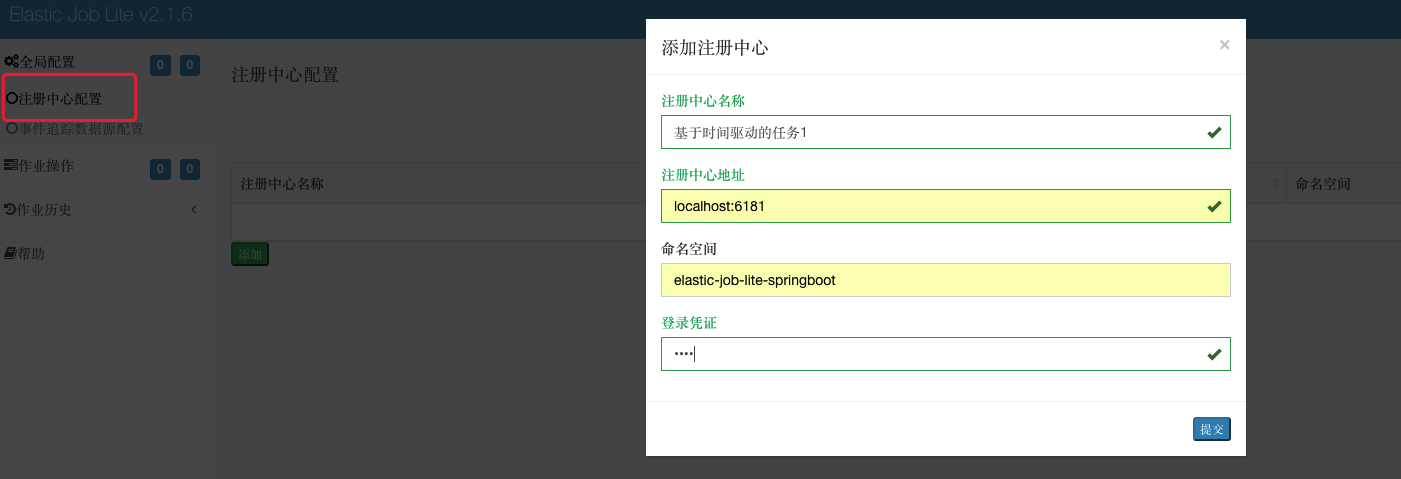 Elastic Job Lite v2.1.6
全局配置 0 0
注册中心配置
事件追踪数据源配置
作业操作 0 0
作业历史
帮助
注册中心配置
注册中心名称
命名空间
添加
添加注册中心 ×
注册中心名称
基于时间驱动的任务1
注册中心地址
localhost:6181
命名空间
elastic-job-lite-springboot
登录凭证
••••
提交